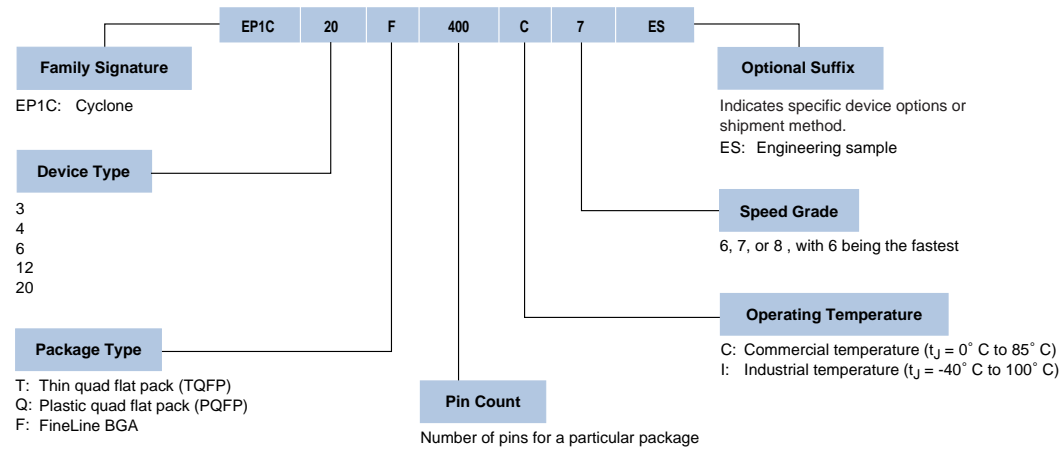 EP1C 20 F 400 C 7 ES
Family Signature
EP1C: Cyclone
Device Type
3
4
6
12
20
Package Type
T: Thin quad flat pack (TQFP)
Q: Plastic quad flat pack (PQFP)
F: FineLine BGA
Pin Count
Number of pins for a particular package
Optional Suffix
Indicates specific device options or
shipment method.
ES: Engineering sample
Speed Grade
6, 7, or 8 , with 6 being the fastest
Operating Temperature
C: Commercial temperature (tJ = 0˚ C to 85˚ C)
I: Industrial temperature (tJ = -40˚ C to 100˚ C)